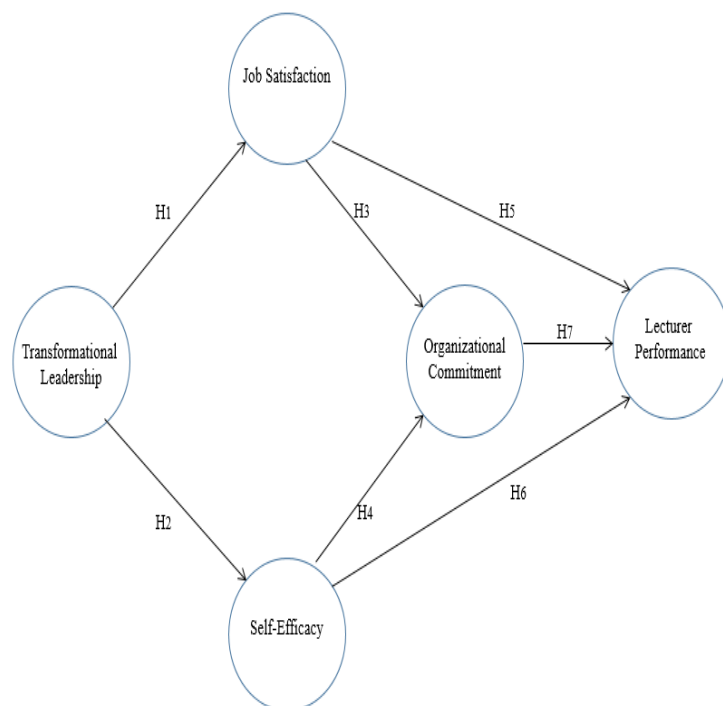 Job Satisfaction
H1
H3
H5
Transformational
Leadership
Organizational
Commitment
H7
Lecturer
Performance
H2
H4
H6
Self-Efficacy